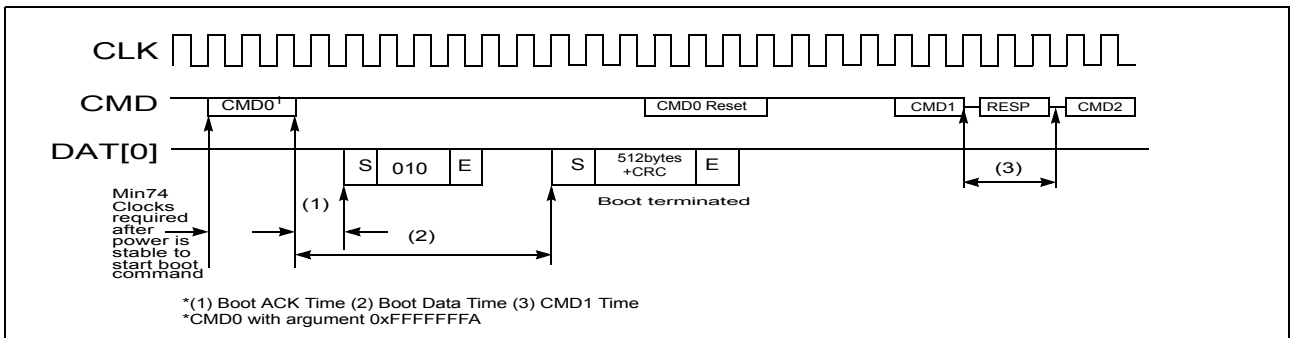 CLK
CMD
CMD0¹
CMD0 Reset
CMD1
RESP
CMD2
DAT[0]
S
010
E
S
512bytes
+CRC
E
Boot terminated
Min74
Clocks
required
after
power is
stable to
start boot
command
(1)
(2)
(3)
*(1) Boot ACK Time (2) Boot Data Time (3) CMD1 Time
*CMD0 with argument 0xFFFFFFFA